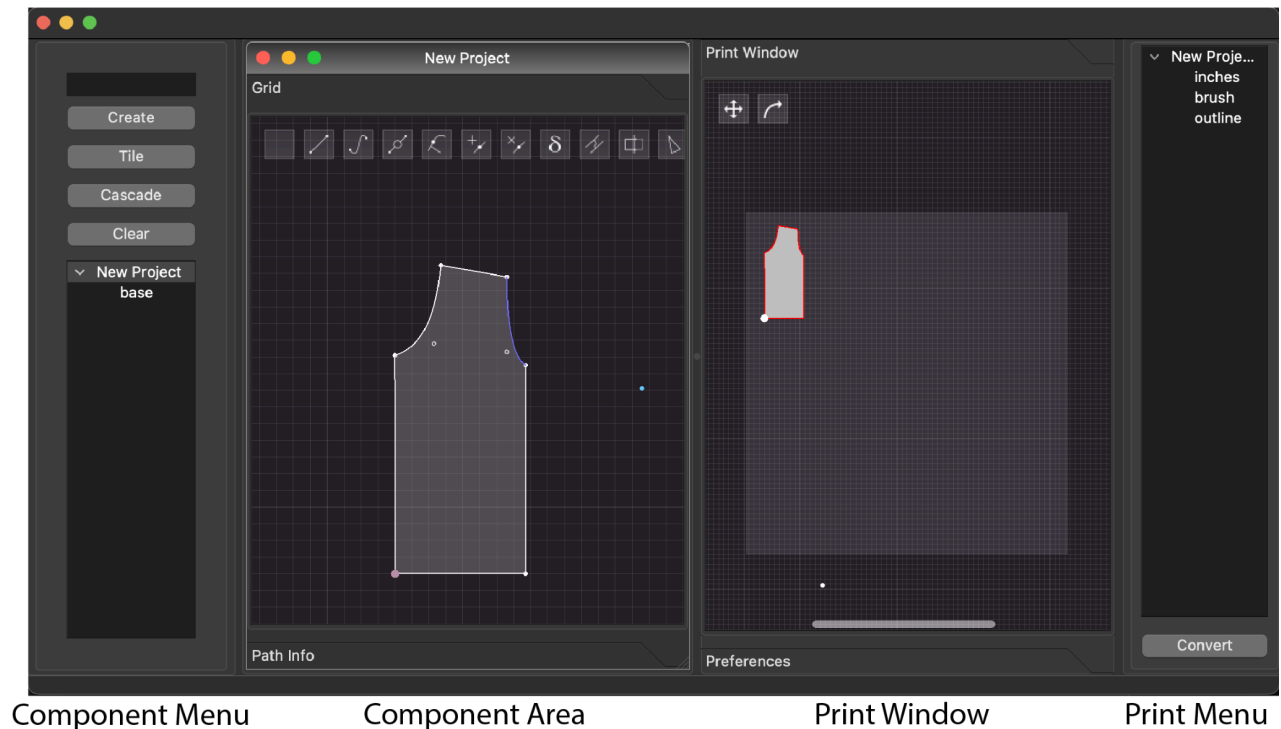 Create
Tile
Cascade
Clear
New Project
base
New Project
Grid
δ
Path Info
Print Window
Preferences
New Proje...
inches
brush
outline
Convert
Component Menu
Component Area
Print Window
Print Menu